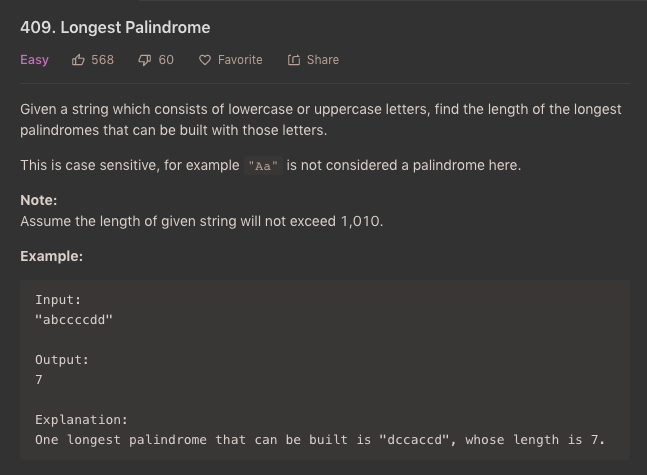 409. Longest Palindrome
Easy 568 60 Favorite Share
Given a string which consists of lowercase or uppercase letters, find the length of the longest
palindromes that can be built with those letters.
This is case sensitive, for example "Aa" is not considered a palindrome here.
Note:
Assume the length of given string will not exceed 1,010.
Example:
Input:
"abccccdd"
Output:
7
Explanation:
One longest palindrome that can be built is "dccaccd", whose length is 7.